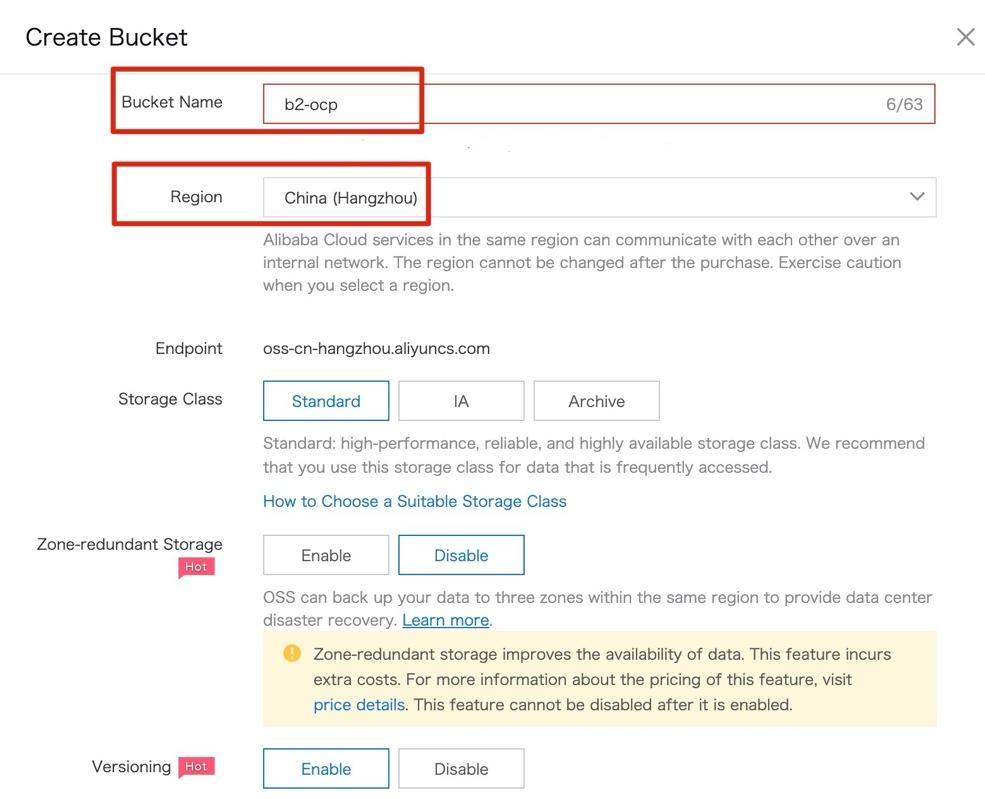 Create Bucket
Bucket Name
b2-ocp
6/63
Region
China (Hangzhou)
Alibaba Cloud services in the same region can communicate with each other over an
internal network. The region cannot be changed after the purchase. Exercise caution
when you select a region.
Endpoint
oss-cn-hangzhou.aliyuncs.com
Storage Class
Standard
IA
Archive
Standard: high-performance, reliable, and highly available storage class. We recommend
that you use this storage class for data that is frequently accessed.
How to Choose a Suitable Storage Class
Zone-redundant Storage
Hot
Enable
Disable
OSS can back up your data to three zones within the same region to provide data center
disaster recovery. Learn more.
Zone-redundant storage improves the availability of data. This feature incurs
extra costs. For more information about the pricing of this feature, visit
price details. This feature cannot be disabled after it is enabled.
Versioning
Hot
Enable
Disable